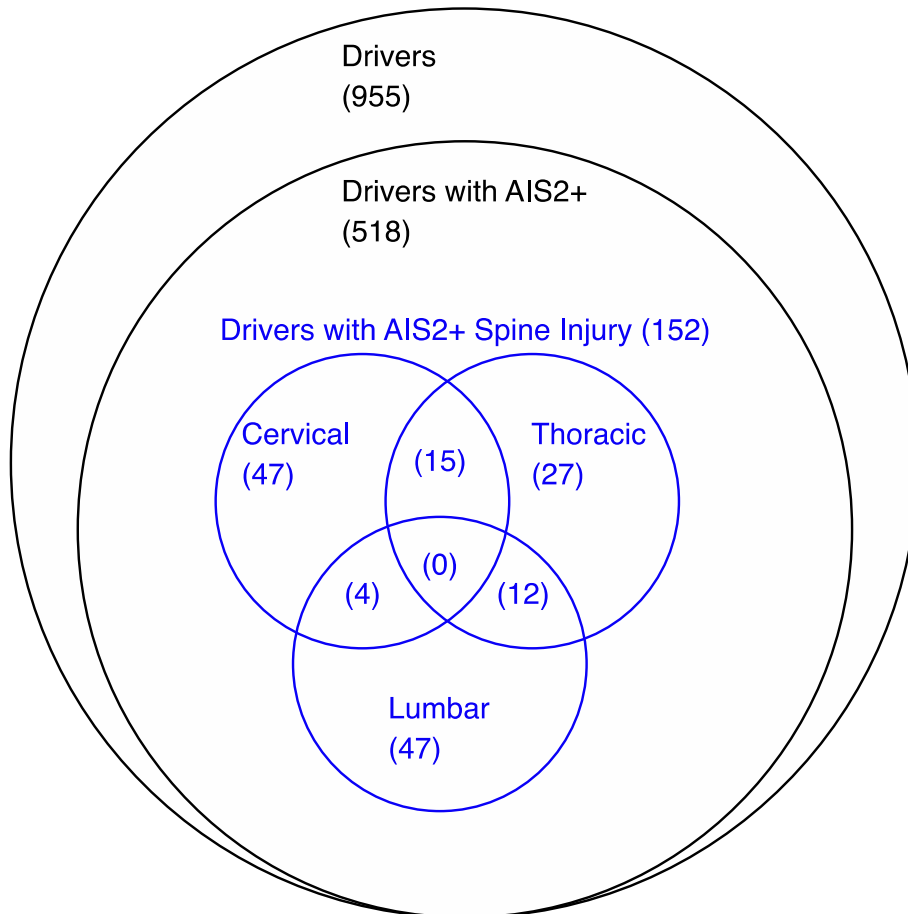 Drivers
(955)
Drivers with AIS2+
(518)
Drivers with AIS2+ Spine Injury (152)
Cervical
(47)
(15)
Thoracic
(27)
(4)
(0)
(12)
Lumbar
(47)